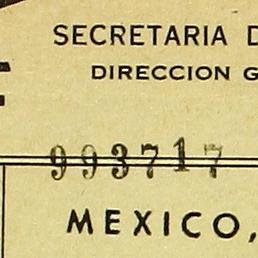 SECRETARIA D
DIRECCION G
993717
MEXICO,